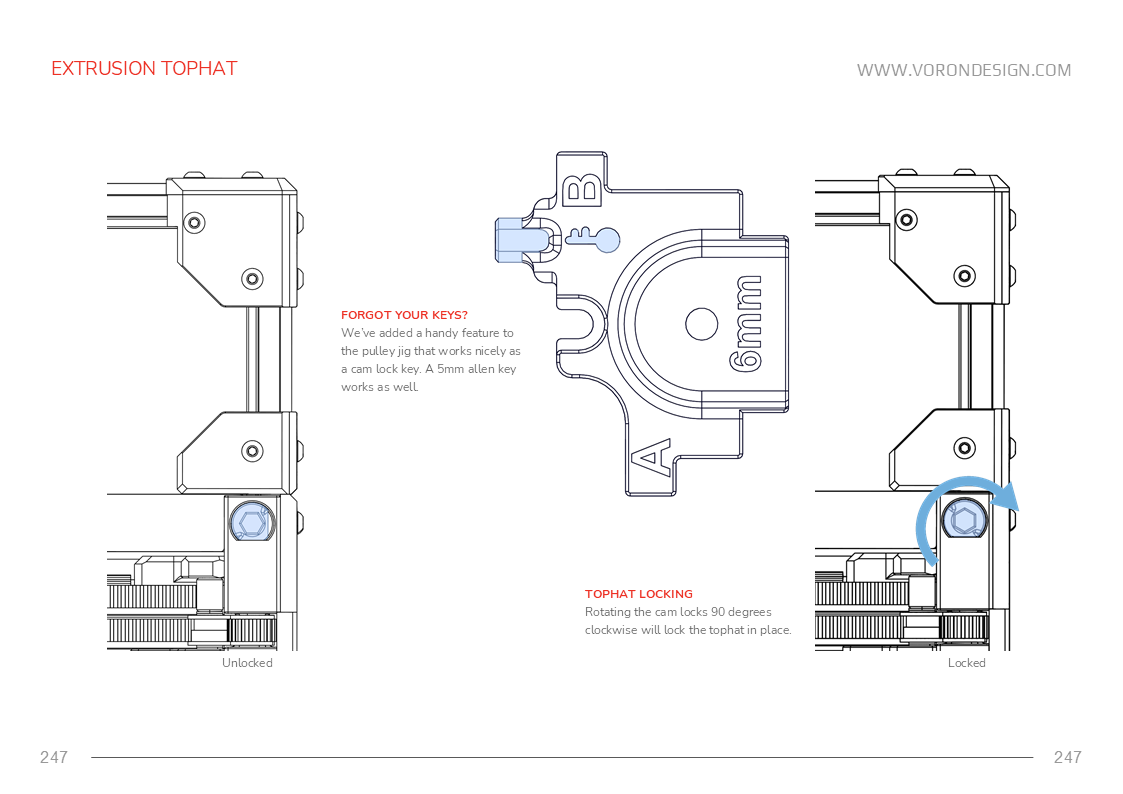 EXTRUSION TOPHAT
WWW.VORONDESIGN.COM
B
6mm
A
FORGOT YOUR KEYS?
We've added a handy feature to
the pulley jig that works nicely as
a cam lock key. A 5mm allen key
works as well.
TOPHAT LOCKING
Rotating the cam locks 90 degrees
clockwise will lock the tophat in place.
Unlocked
Locked
247
247